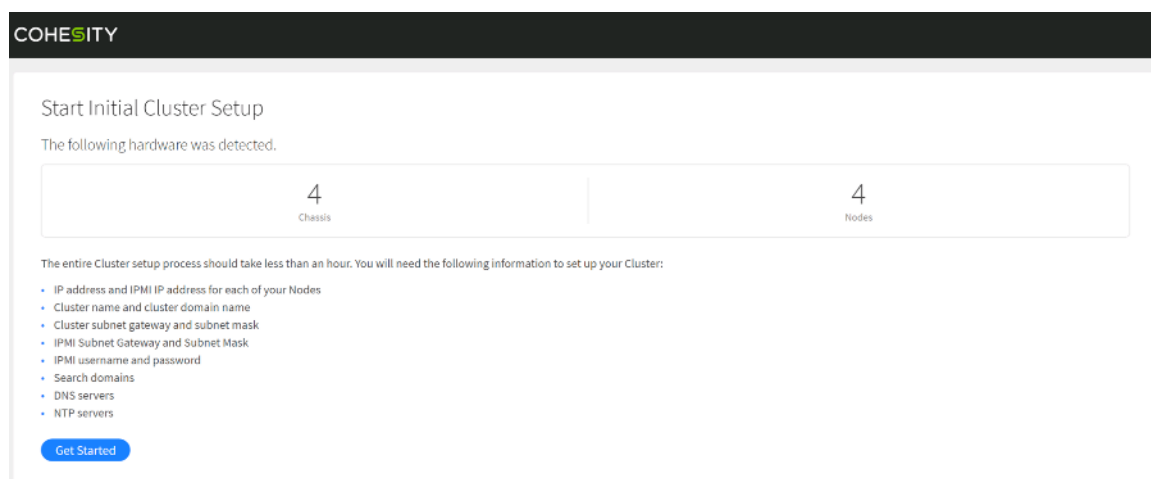 COHESITY
Start Initial Cluster Setup
The following hardware was detected.
4
Chassis
4
Nodes
The entire Cluster setup process should take less than an hour. You will need the following information to set up your Cluster:
• IP address and IPMI IP address for each of your Nodes
• Cluster name and cluster domain name
• Cluster subnet gateway and subnet mask
• IPMI Subnet Gateway and Subnet Mask
• IPMI username and password
• Search domains
• DNS servers
• NTP servers
Get Started